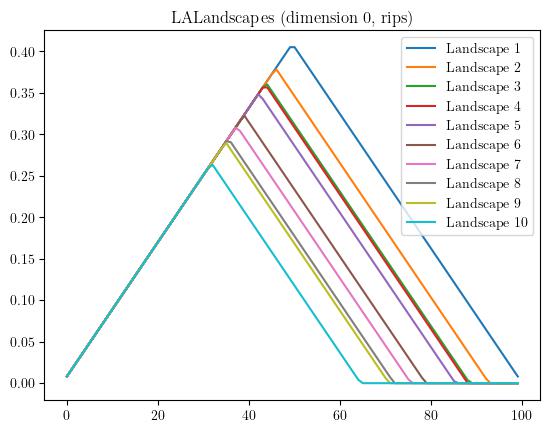 LALandscapes (dimension 0, rips)
0.40
0.35
0.30
0.25
0.20
0.15
0.10
0.05
0.00
0 20 40 60 80 100
Landscape 1
Landscape 2
Landscape 3
Landscape 4
Landscape 5
Landscape 6
Landscape 7
Landscape 8
Landscape 9
Landscape 10